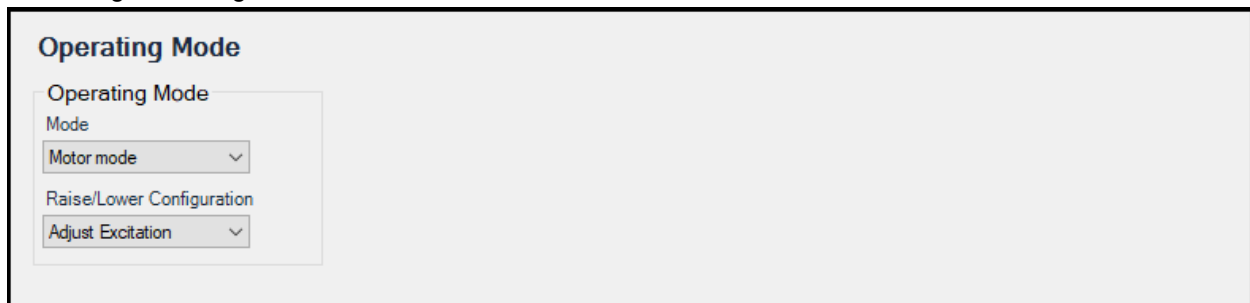 Operating Mode
Operating Mode
Mode
Motor mode
Raise/Lower Configuration
Adjust Excitation